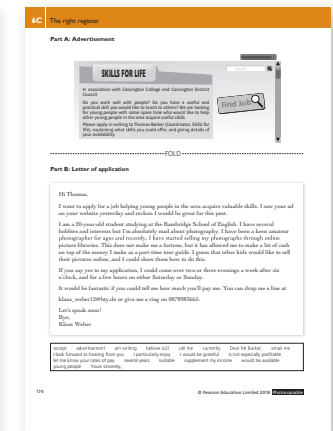 6C The right register
Part A: Advertisement
SKILLS FOR LIFE
In association with Cossington College and Cossington District
Council
Do you work well with people? Do you have a useful and
practical skill you would like to teach to others? We are looking
for young people with some spare time who would like to help
other young people in the area acquire useful skills.
Please apply in writing to Thomas Barker (Coordinator, Skills for
life), explaining what skills you could offer, and giving details of
your availability.
Find Job
FOLD
Part B: Letter of application
Hi Thomas,
I want to apply for a job helping young people in the area acquire valuable skills. I saw your ad
on your website yesterday and reckon I would be great for this post.
I am a 20-year-old student studying at the Bambridge School of English. I have several
hobbies and interests but I'm absolutely mad about photography. I have been a keen amateur
photographer for ages and recently, I have started selling my photographs through online
picture libraries. This does not make me a fortune, but it has allowed me to make a bit of cash
on top of the money I make as a part-time tour guide. I guess that other kids would like to sell
their pictures online, and I could show them how to do this.
If you say yes to my application, I could come over two or three evenings a week after six
o'clock, and for a few hours on either Saturday or Sunday.
It would be fantastic if you could tell me how much you'll pay me. You can drop me a line at
klaus_weber12@bty.de or give me a ring on 0878983665.
Let's speak soon!
Bye,
Klaus Weber
accept advertisement am writing believe (x2) call me currently Dear Mr Barker, email me
I look forward to hearing from you I particularly enjoy I would be grateful is not especially profitable
let me know your rates of pay several years suitable supplement my income would be available
young people Yours sincerely,
174
© Pearson Education Limited 2018 Photocopiable